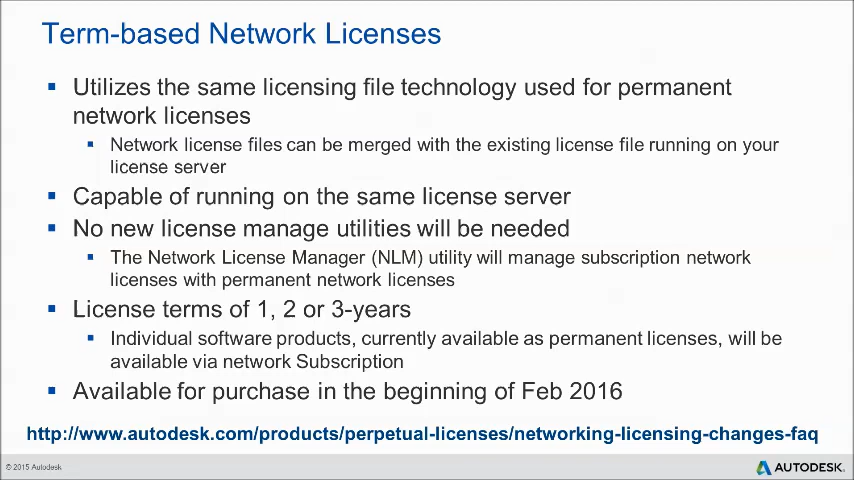 Term-based Network Licenses
Utilizes the same licensing file technology used for permanent
network licenses
Network license files can be merged with the existing license file running on your
license server
Capable of running on the same license server
No new license manage utilities will be needed
The Network License Manager (NLM) utility will manage subscription network
licenses with permanent network licenses
License terms of 1, 2 or 3-years
Individual software products, currently available as permanent licenses, will be
available via network Subscription
Available for purchase in the beginning of Feb 2016
http://www.autodesk.com/products/perpetual-licenses/networking-licensing-changes-faq
© 2015 Autodesk
AUTODESK.